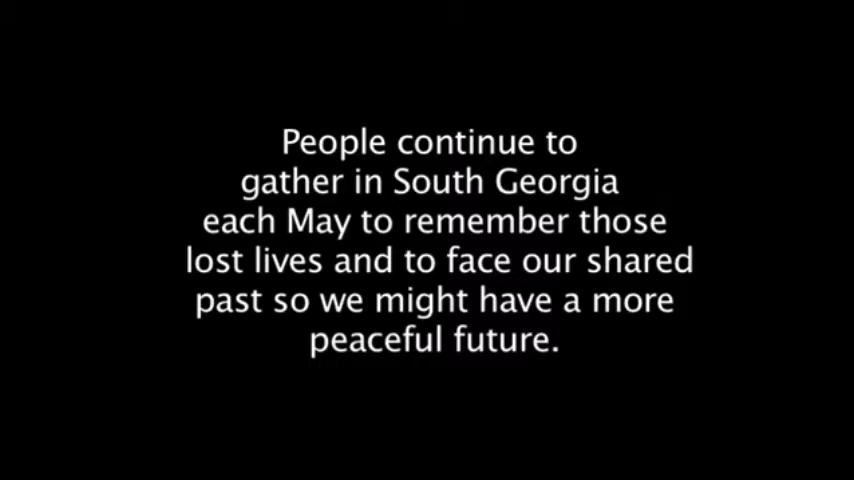 People continue to
gather in South Georgia
each May to remember those
lost lives and to face our shared
past so we might have a more
peaceful future.